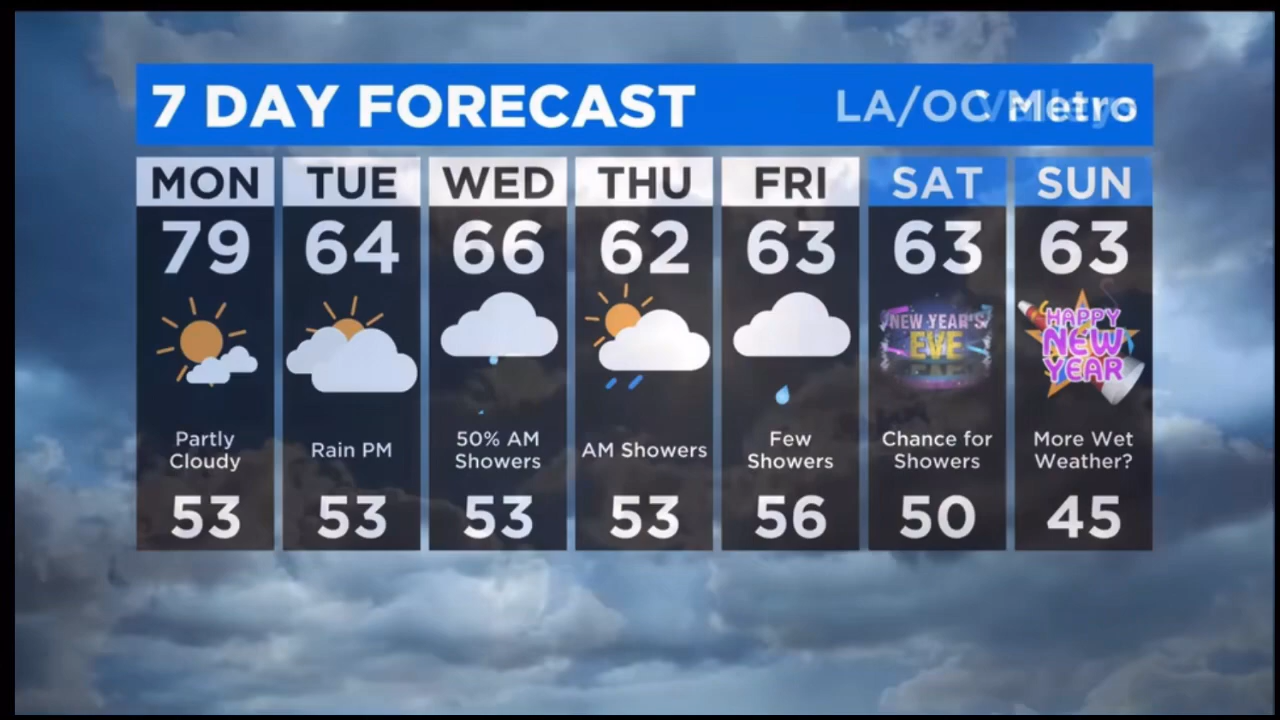 7 DAY FORECAST
LA/OC Metro
MON TUE WED THU FRI SAT SUN
79 64 66 62 63 63 63
NEW YEAR'S
EVE
HAPPY
NEW
YEAR
Partly
Cloudy
Rain PM
50% AM
Showers
AM Showers
Few
Showers
Chance for
Showers
More Wet
Weather?
53 53 53 53 56 50 45